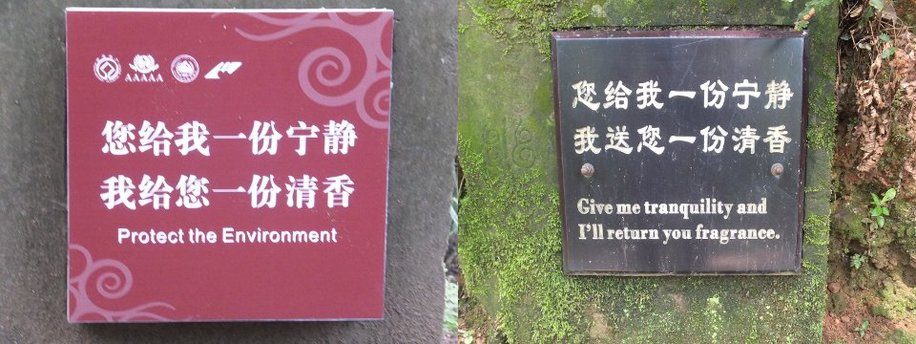 AAAAA
您给我一份宁静
我给您一份清香
Protect the Environment
您给我一份宁静
我送您一份清香
Give me tranquility and
I'll return you fragrance.